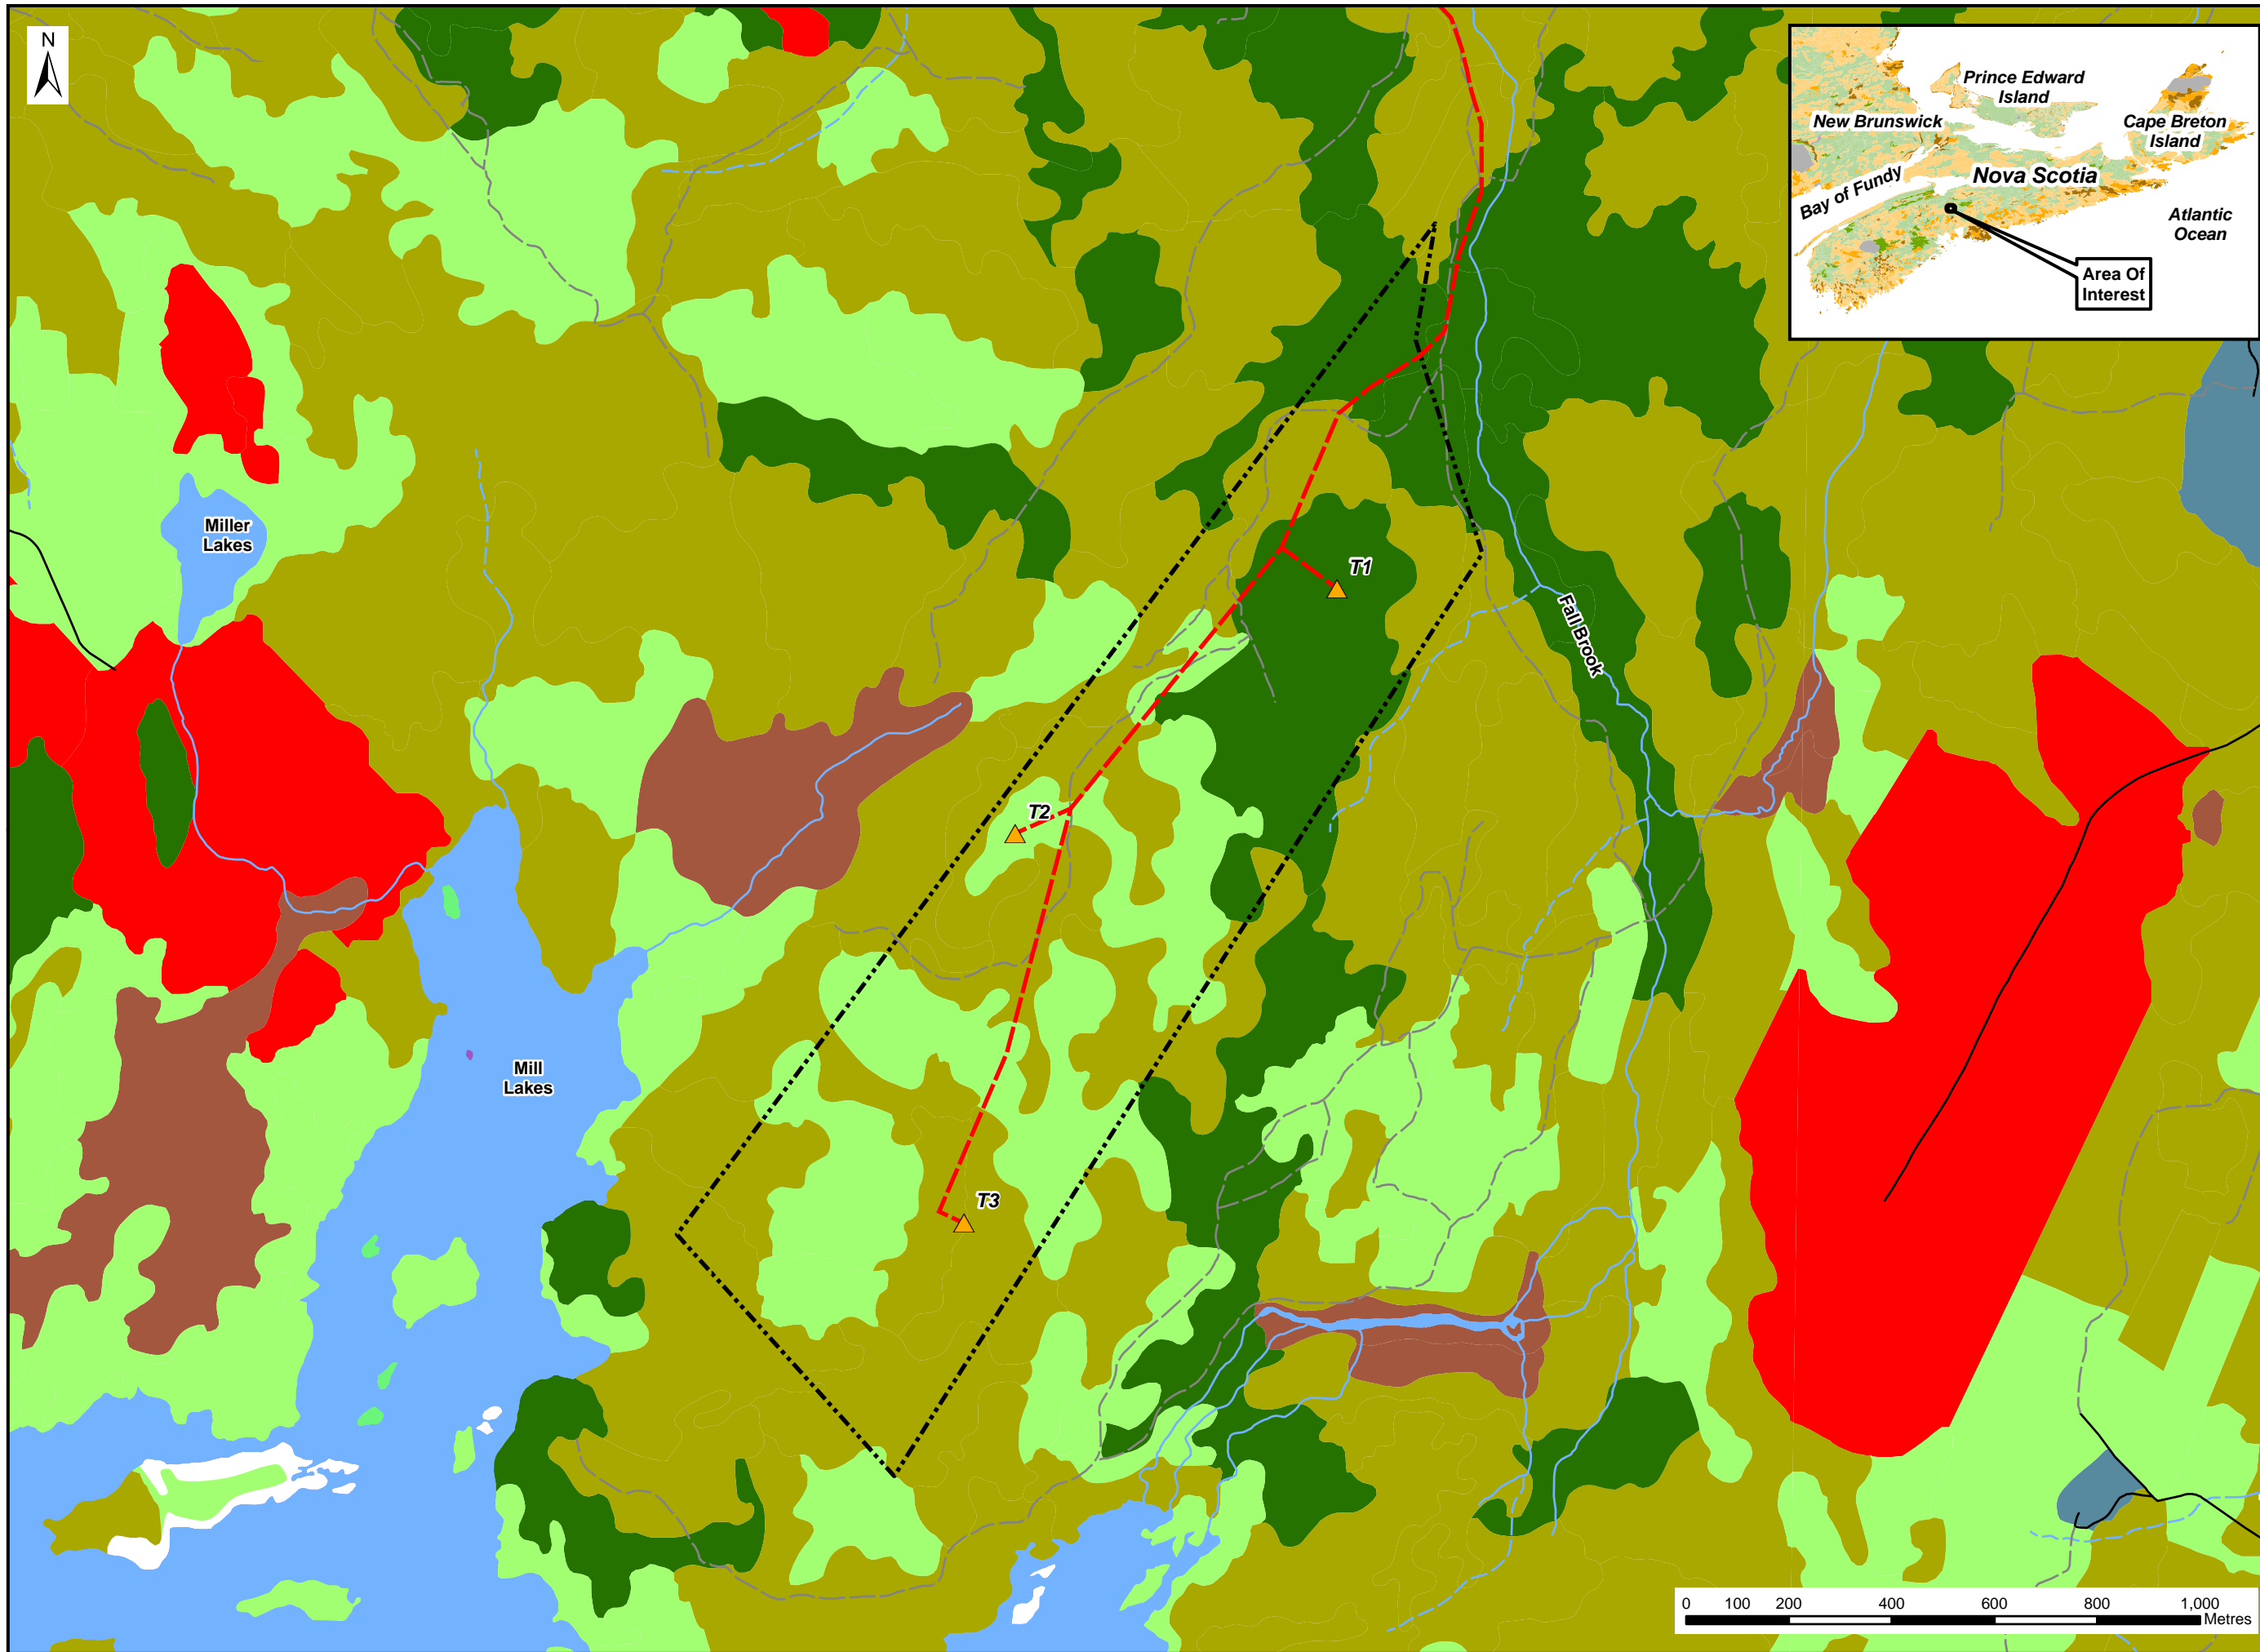 N
Prince Edward
Island
New Brunswick
Cape Breton
Island
Nova Scotia
Bay of Fundy
Atlantic
Ocean
Area Of
Interest
Miller
Lakes
T1
Fall Brook
T2
Mill
Lakes
T3
0 100 200 400 600 800 1,000
Metres